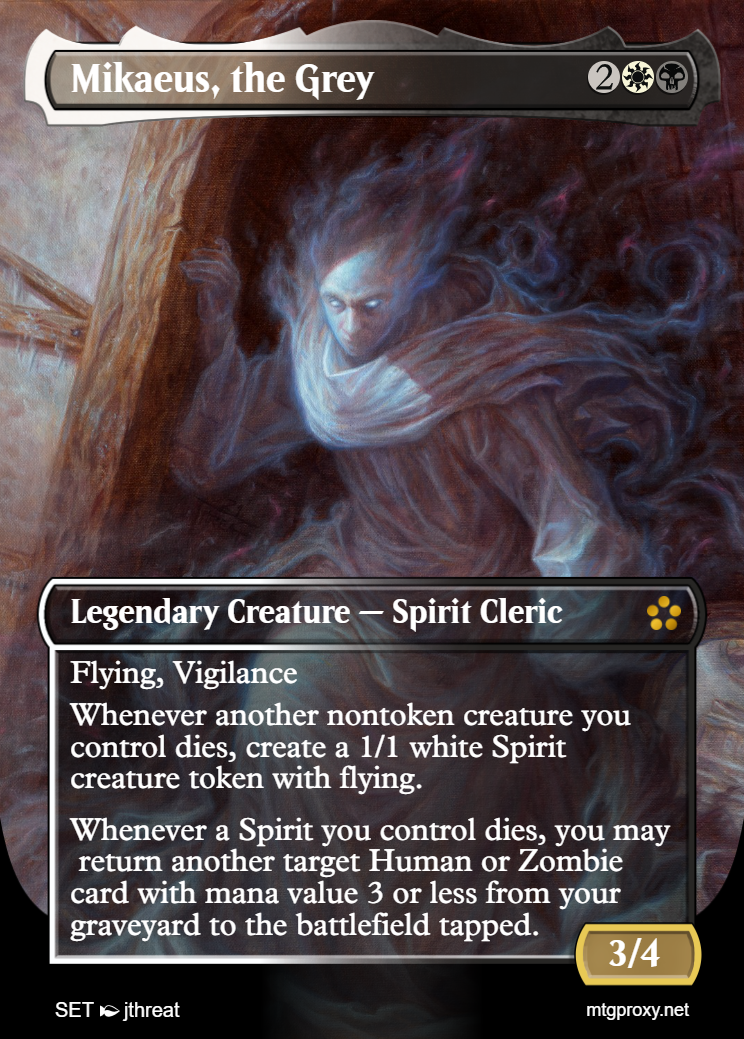 Mikaeus, the Grey
2
Legendary Creature — Spirit Cleric
Flying, Vigilance
Whenever another nontoken creature you
control dies, create a 1/1 white Spirit
creature token with flying.
Whenever a Spirit you control dies, you may
return another target Human or Zombie
card with mana value 3 or less from your
graveyard to the battlefield tapped.
3/4
SET jthreat
mtgproxy.net